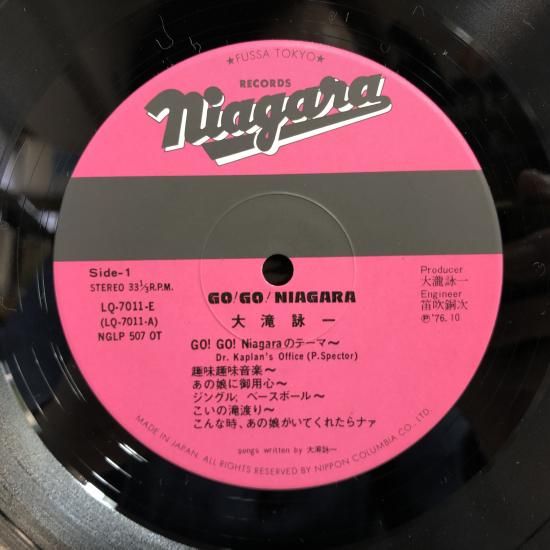 ★FUSSA TOKYO★
RECORDS
Niagara
Side-1
STEREO 33⅓R.P.M.
LQ-7011-E
(LQ-7011-A)
NGLP 507 OT
Producer
大瀧詠一
Engineer
笛吹銅次
Ⓟ'76.10
GO! GO! NIAGARA
大滝詠一
GO! GO! Niagaraのテーマ〜
Dr. Kaplan's Office (P.Spector)
趣味趣味音楽〜
あの娘に御用心〜
ジングル; ベースボール〜
こいの滝渡り〜
こんな時、あの娘がいてくれたらナァ
songs written by 大滝詠一
MADE IN JAPAN. ALL RIGHTS RESERVED BY NIPPON COLUMBIA CO., LTD.